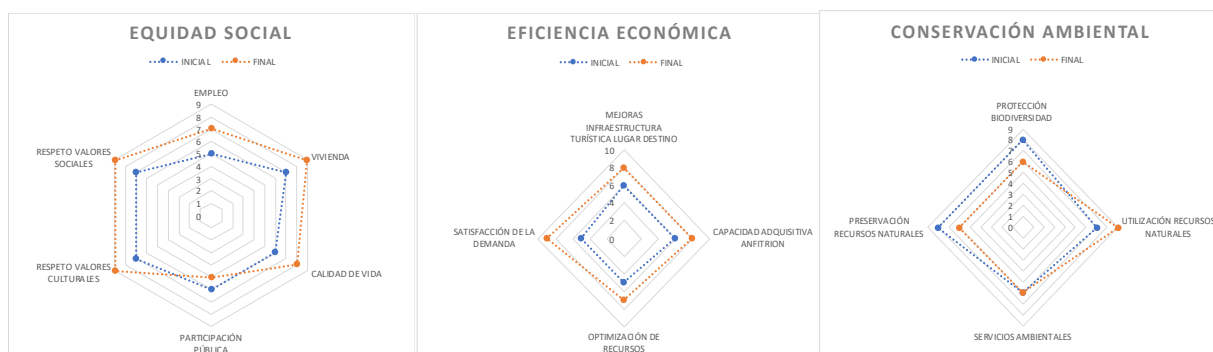 EQUIDAD SOCIAL
INICIAL FINAL
EMPLEO
9
8
7
6
5
4
3
2
1
0
VIVIENDA
CALIDAD DE VIDA
PARTICIPACIÓN
PÚBLICA
RESPETO VALORES
CULTURALES
RESPETO VALORES
SOCIALES
EFICIENCIA ECONÓMICA
INICIAL FINAL
MEJORAS
INFRAESTRUCTURA
TURÍSTICA LUGAR DESTINO
10
8
6
4
2
0
CAPACIDAD ADQUISITIVA
ANFITRION
OPTIMIZACIÓN DE
RECURSOS
SATISFACCIÓN DE LA
DEMANDA
CONSERVACIÓN AMBIENTAL
INICIAL FINAL
PROTECCIÓN
BIODIVERSIDAD
9
8
7
6
5
4
3
2
1
0
UTILIZACIÓN RECURSOS
NATURALES
SERVICIOS AMBIENTALES
PRESERVACIÓN
RECURSOS NATURALES